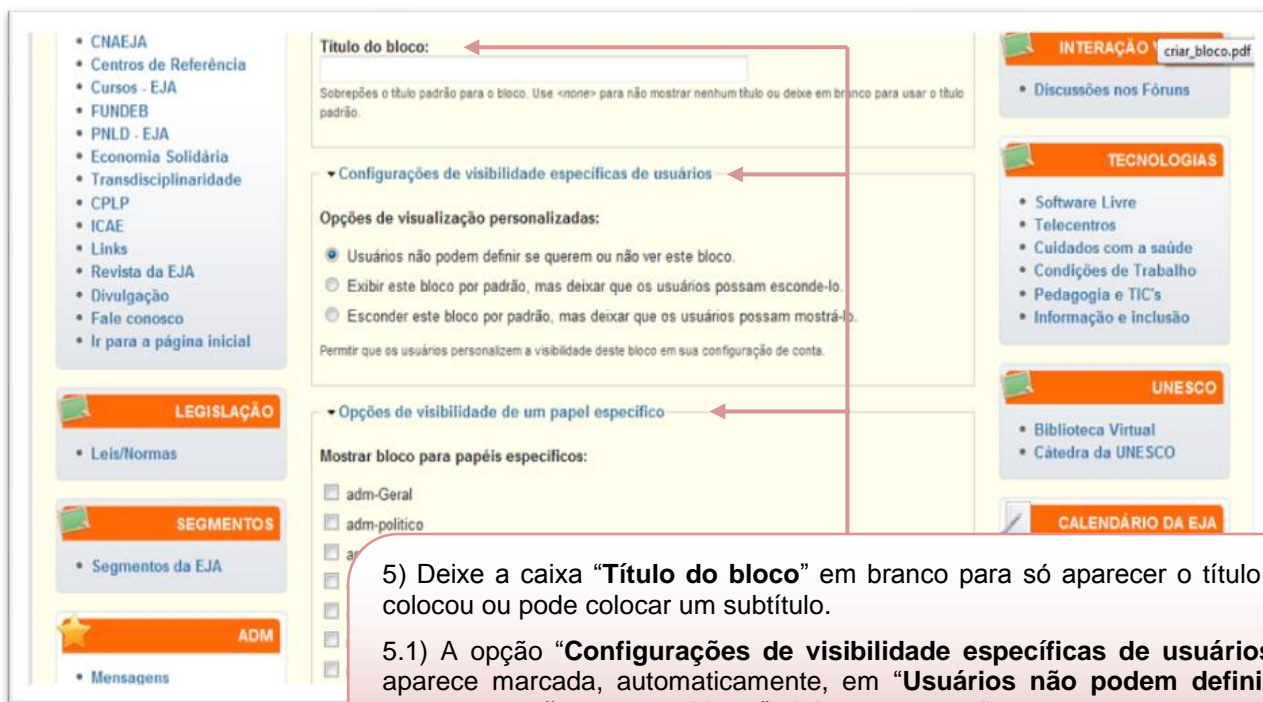 CNAEJA
Centros de Referência
Cursos - EJA
FUNDEB
PNLD - EJA
Economia Solidária
Transdisciplinaridade
CPLP
ICAE
Links
Revista da EJA
Divulgação
Fale conosco
Ir para a página inicial
LEGISLAÇÃO
Leis/Normas
SEGMENTOS
Segmentos da EJA
ADM
Mensagens
Título do bloco:
Sobrepões o título padrão para o bloco. Use <none> para não mostrar nenhum título ou deixe em branco para usar o título
padrão.
Configurações de visibilidade específicas de usuários
Opções de visualização personalizadas:
Usuários não podem definir se querem ou não ver este bloco.
Exibir este bloco por padrão, mas deixar que os usuários possam esconde-lo.
Esconder este bloco por padrão, mas deixar que os usuários possam mostrá-lo.
Permitir que os usuários personalizem a visibilidade deste bloco em sua configuração de conta.
Opções de visibilidade de um papel específico
Mostrar bloco para papéis específicos:
adm-Geral
adm-politico
INTERAÇÃO
criar_bloco.pdf
Discussões nos Fóruns
TECNOLOGIAS
Software Livre
Telecentros
Cuidados com a saúde
Condições de Trabalho
Pedagogia e TIC's
Informação e inclusão
UNESCO
Biblioteca Virtual
Cátedra da UNESCO
CALENDÁRIO DA EJA
5) Deixe a caixa “Título do bloco” em branco para só aparecer o título
colocou ou pode colocar um subtítulo.
5.1) A opção “Configurações de visibilidade específicas de usuários
aparece marcada, automaticamente, em “Usuários não podem defini